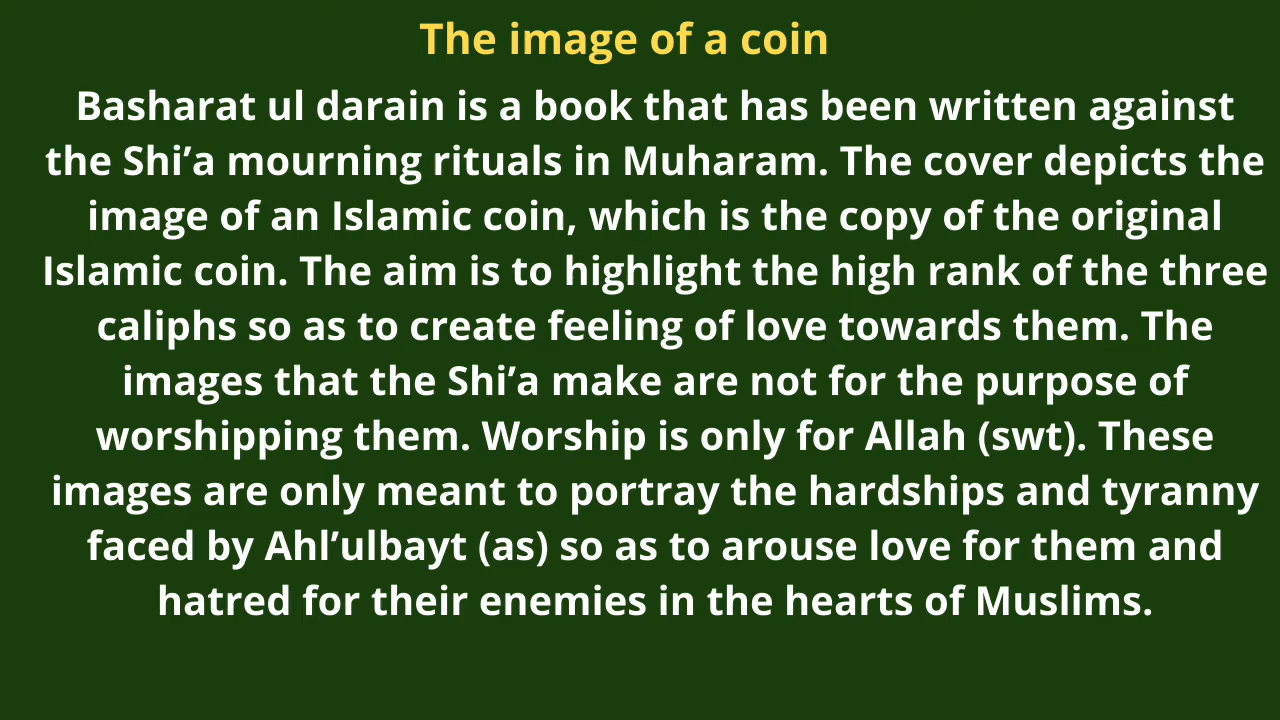 The image of a coin
Basharat ul darain is a book that has been written against
the Shi’a mourning rituals in Muharam. The cover depicts the
image of an Islamic coin, which is the copy of the original
Islamic coin. The aim is to highlight the high rank of the three
caliphs so as to create feeling of love towards them. The
images that the Shi’a make are not for the purpose of
worshipping them. Worship is only for Allah (swt). These
images are only meant to portray the hardships and tyranny
faced by Ahl’ulbayt (as) so as to arouse love for them and
hatred for their enemies in the hearts of Muslims.